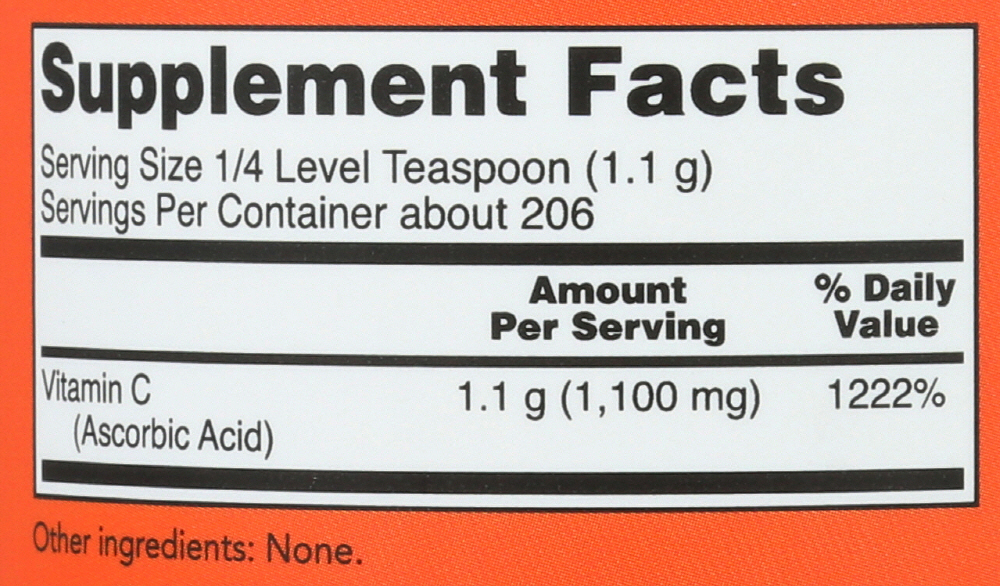 Supplement Facts
Serving Size 1/4 Level Teaspoon (1.1 g)
Servings Per Container about 206
Amount Per Serving
% Daily Value
Vitamin C 1.1 g (1,100 mg) 1222%
(Ascorbic Acid)
Other ingredients: None.